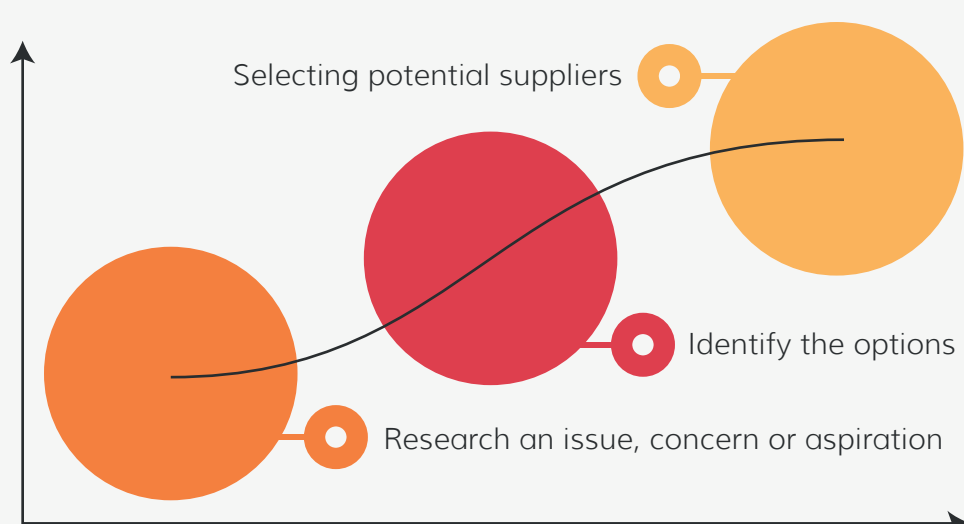 Selecting potential suppliers
Identify the options
Research an issue, concern or aspiration